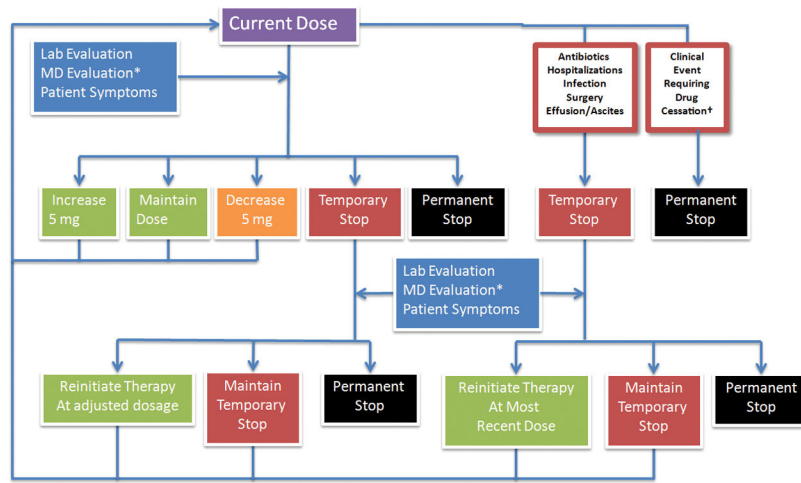 Current Dose
Lab Evaluation
MD Evaluation*
Patient Symptoms
Antibiotics
Hospitalizations
Infection
Surgery
Effusion/Ascites
Clinical
Event
Requiring
Drug
Cessation†
Increase
5 mg
Maintain
Dose
Decrease
5 mg
Temporary
Stop
Permanent
Stop
Temporary
Stop
Permanent
Stop
Lab Evaluation
MD Evaluation*
Patient Symptoms
Reinitiate Therapy
At adjusted dosage
Maintain
Temporary
Stop
Permanent
Stop
Reinitiate Therapy
At Most
Recent Dose
Maintain
Temporary
Stop
Permanent
Stop